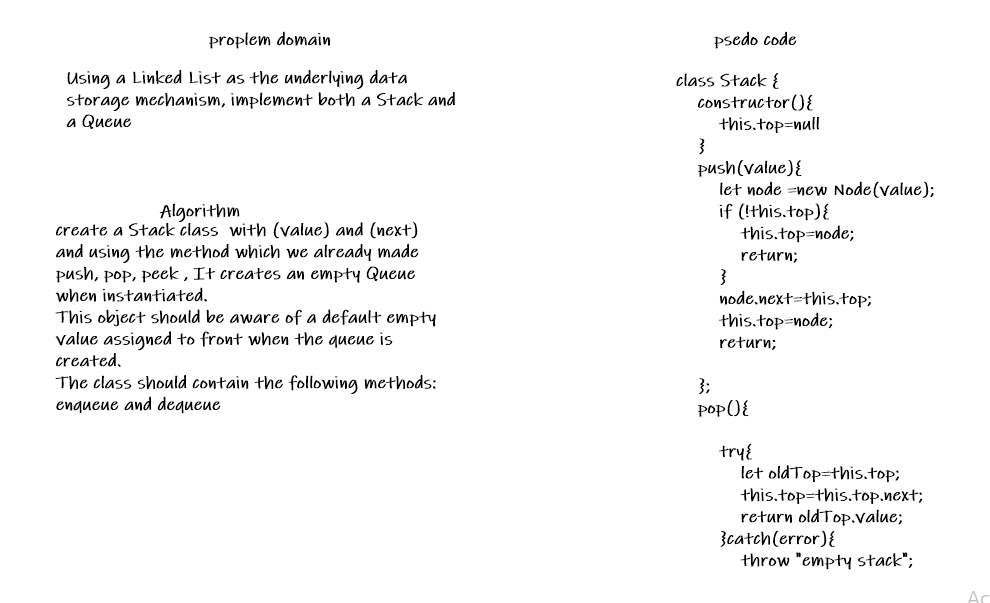 proplem domain
Using a Linked List as the underlying data
storage mechanism, implement both a Stack and
a Queue
Algorithm
create a Stack class with (value) and (next)
and using the method which we already made
push, pop, peek , It creates an empty Queue
when instantiated.
This object should be aware of a default empty
value assigned to front when the queue is
created.
The class should contain the following methods:
enqueue and dequeue
psedo code
class Stack {
constructor(){
this.top=null
}
push(value){
let node =new Node(value);
if (!this.top){
this.top=node;
return;
}
node.next=this.top;
this.top=node;
return;
};
pop(){
try{
let oldTop=this.top;
this.top=this.top.next;
return oldTop.value;
}catch(error){
throw "empty stack";
Ac